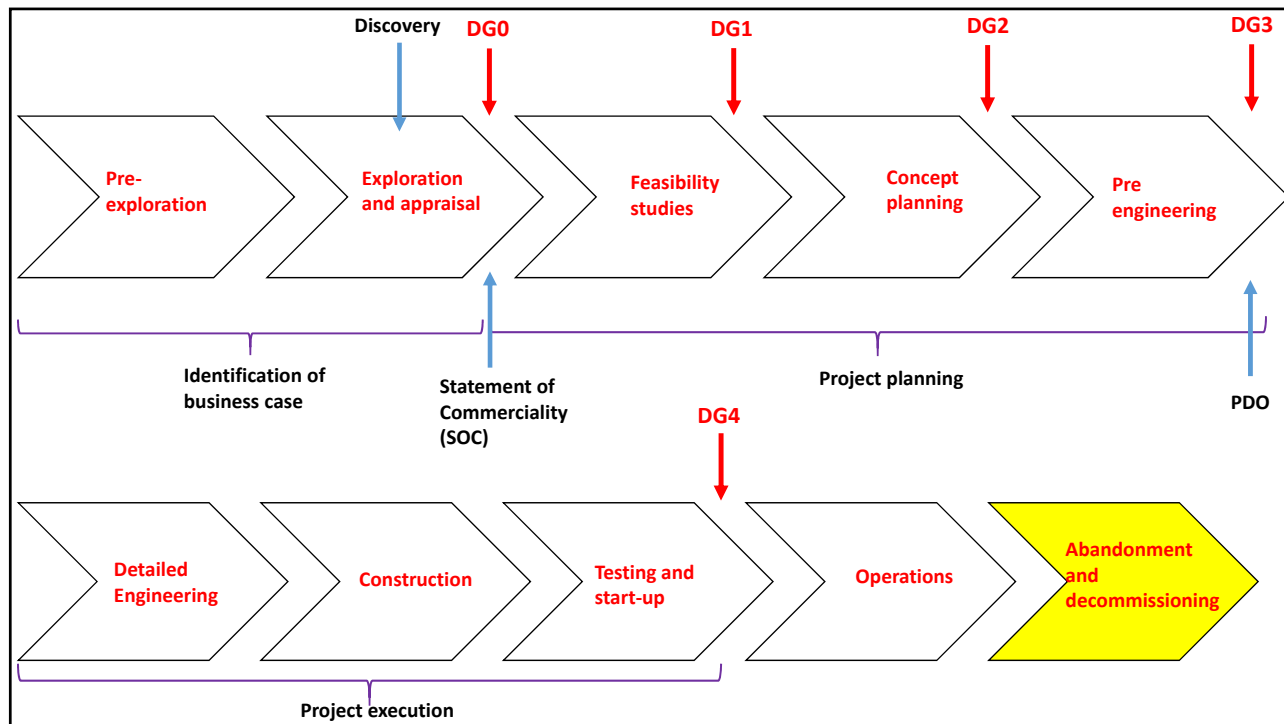 Discovery
DG0
DG1
DG2
DG3
Pre-
exploration
Exploration
and appraisal
Feasibility
studies
Concept
planning
Pre
engineering
Identification of
business case
Statement of
Commerciality
(SOC)
Project planning
PDO
DG4
Detailed
Engineering
Construction
Testing and
start-up
Operations
Abandonment
and
decommissioning
Project execution